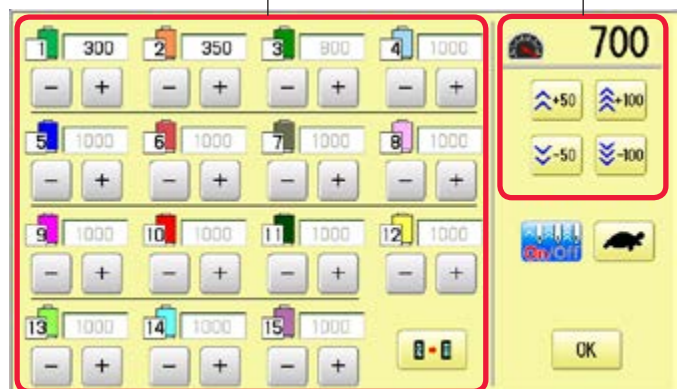 1 300 2 350 3 800 4 1000
- + - + - + - +
5 1000 6 1000 7 1000 8 1000
- + - + - + - +
9 1000 10 1000 11 1000 12 1000
- + - + - + - +
13 1000 14 1000 15 1000
- + - + - +
700
+50 +100
-50 -100
On/Off
OK